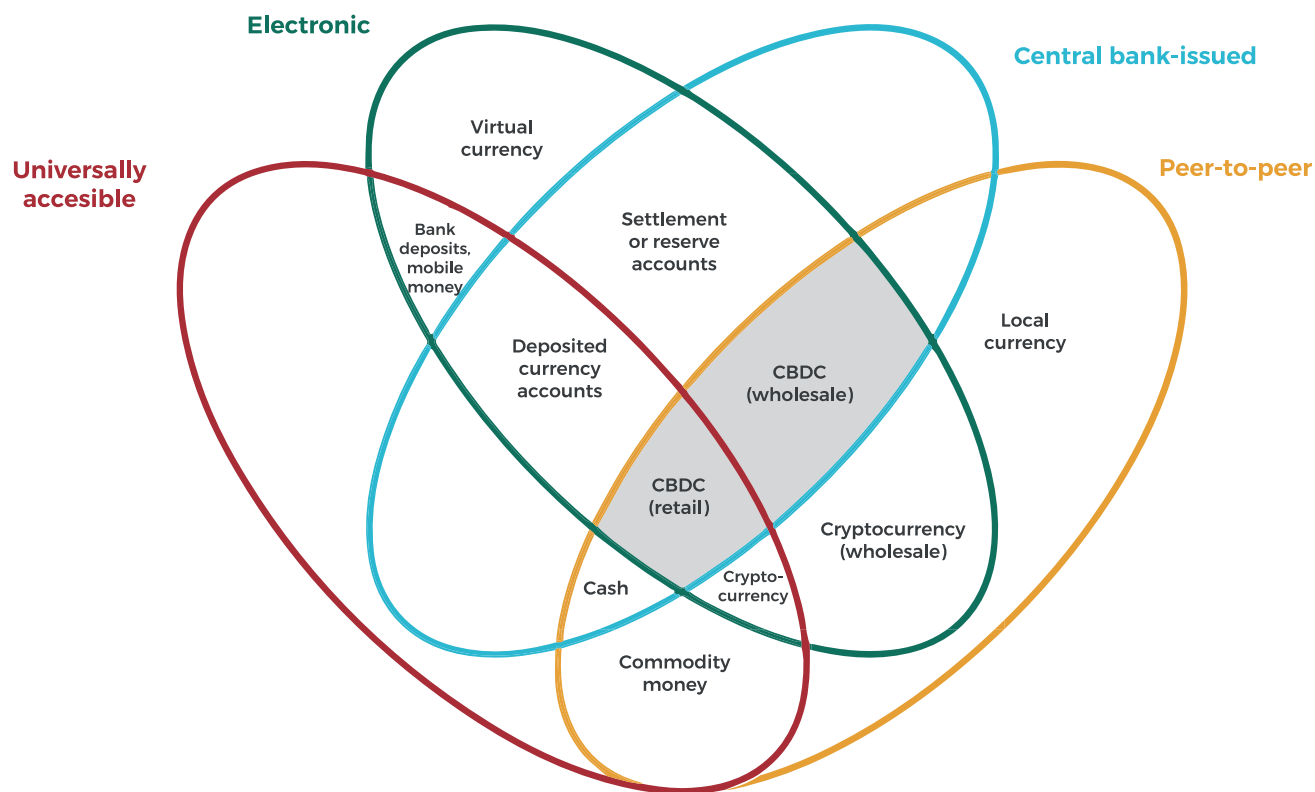 Electronic
Central bank-issued
Universally
accesible
Peer-to-peer
Virtual
currency
Bank
deposits,
mobile
money
Settlement
or reserve
accounts
Local
currency
Deposited
currency
accounts
CBDC
(wholesale)
CBDC
(retail)
Cryptocurrency
(wholesale)
Cash
Crypto-
currency
Commodity
money